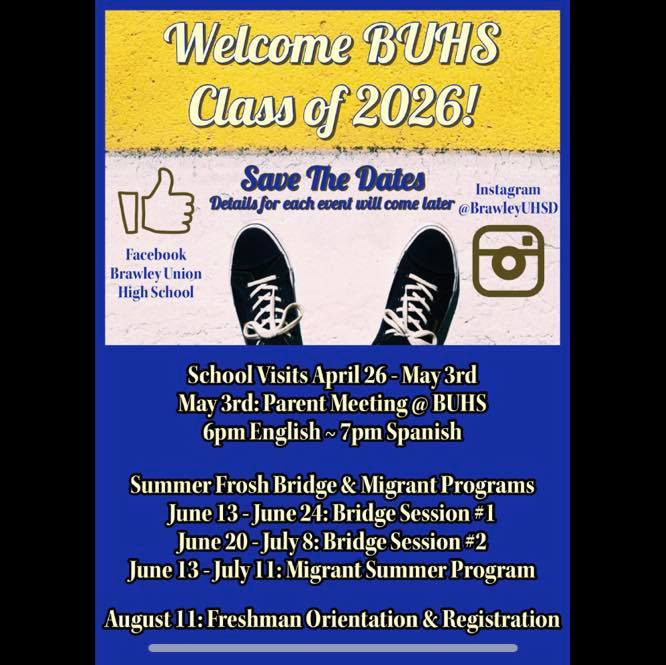 Welcome BUHS
Class of 2026!
Save The Dates
Details for each event will come later
Instagram
@BrawleyUHSD
Facebook
Brawley Union
High School
School Visits April 26 - May 3rd
May 3rd: Parent Meeting @ BUHS
6pm English ~ 7pm Spanish
Summer Frosh Bridge & Migrant Programs
June 13 - June 24: Bridge Session #1
June 20 - July 8: Bridge Session #2
June 13 - July 11: Migrant Summer Program
August 11: Freshman Orientation & Registration